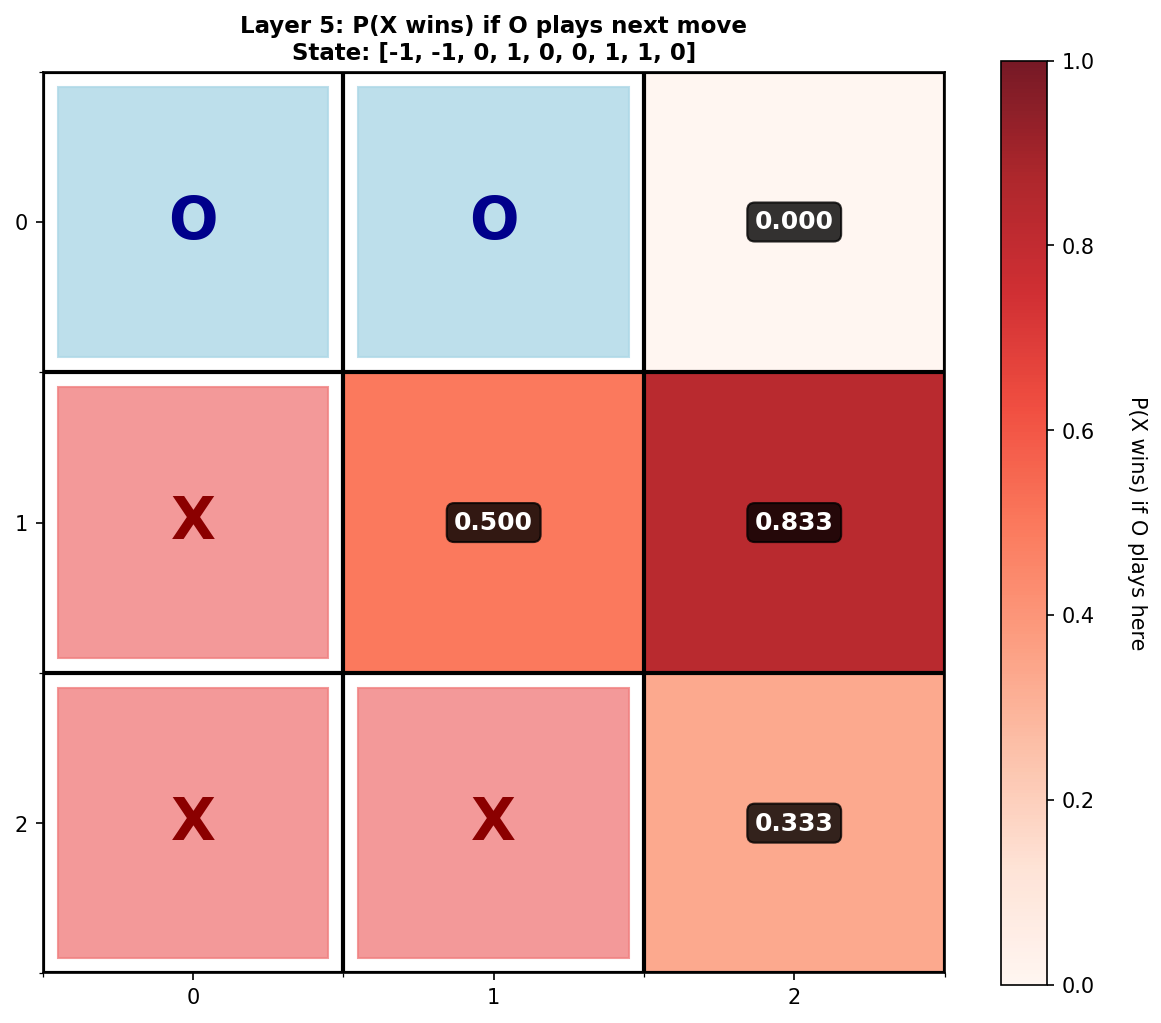 Layer 5: P(X wins) if O plays next move
State: [-1, -1, 0, 1, 0, 0, 1, 1, 0]
0
O
O
0.000
1
X
0.500
0.833
2
X
X
0.333
0
1
2
1.0
0.8
0.6
0.4
0.2
0.0
P(X wins) if O plays here